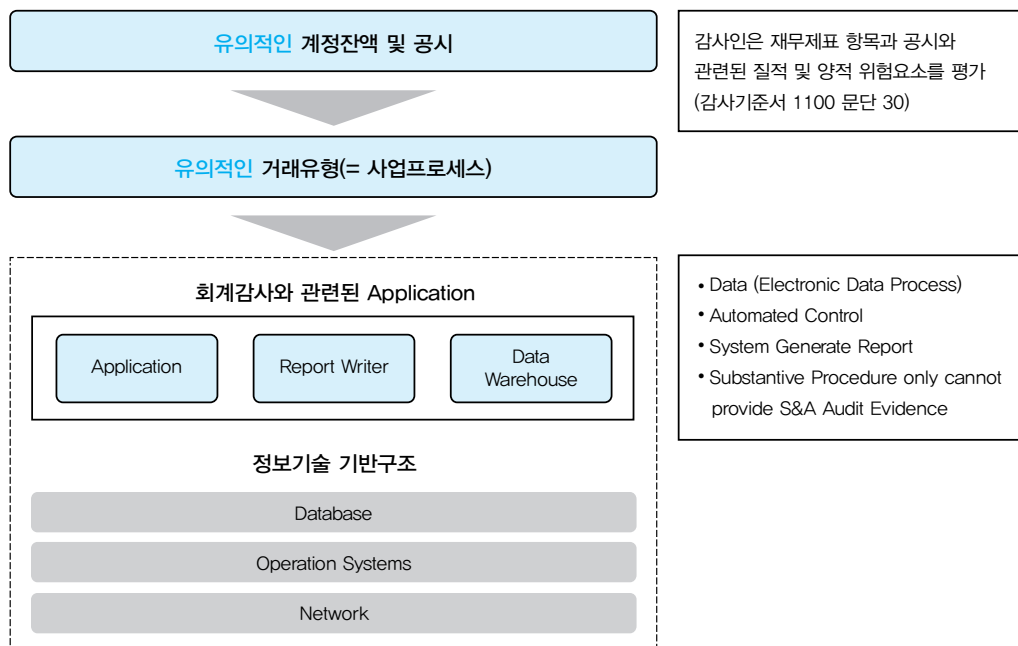 유의적인 계정잔액 및 공시
감사인은 재무제표 항목과 공시와
관련된 질적 및 양적 위험요소를 평가
(감사기준서 1100 문단 30)
유의적인 거래유형(= 사업프로세스)
회계감사와 관련된 Application
Application
Report Writer
Data
Warehouse
• Data (Electronic Data Process)
• Automated Control
• System Generate Report
• Substantive Procedure only cannot
provide S&A Audit Evidence
정보기술 기반구조
Database
Operation Systems
Network